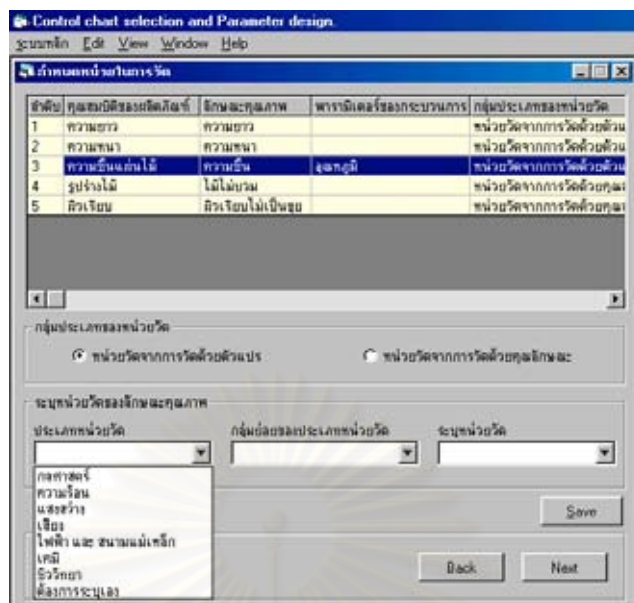 Control chart selection and Parameter design.
ระบบหลัก Edit View Window Help
กำหนดหน่วยในการวัด
ลำดับ คุณสมบัติของผลิตภัณฑ์ ลักษณะคุณภาพ พารามิเตอร์ของกระบวนการ กลุ่มประเภทของหน่วยวัด
1 ความยาว ความยาว หน่วยวัดจากการวัดด้วยตัวแ
2 ความหนา ความหนา หน่วยวัดจากการวัดด้วยตัวแ
3 ความชื้นแผ่นไม้ ความชื้น อุณหภูมิ หน่วยวัดจากการวัดด้วยตัวแ
4 รูปร่างไม้ ไม้ไม่บวม หน่วยวัดจากการวัดด้วยคุณ
5 ผิวเรียบ ผิวเรียบไม่เป็นขุย หน่วยวัดจากการวัดด้วยคุณ
กลุ่มประเภทของหน่วยวัด
หน่วยวัดจากการวัดด้วยตัวแปร หน่วยวัดจากการวัดด้วยคุณลักษณะ
ระบุหน่วยวัดของลักษณะคุณภาพ
ประเภทหน่วยวัด กลุ่มย่อยของประเภทหน่วยวัด ระบุหน่วยวัด
กลศาสตร์
ความร้อน
แสงสว่าง
เสียง
ไฟฟ้า และ สนามแม่เหล็ก
เคมี
ชีววิทยา
ต้องการระบุเอง
Save
Back Next